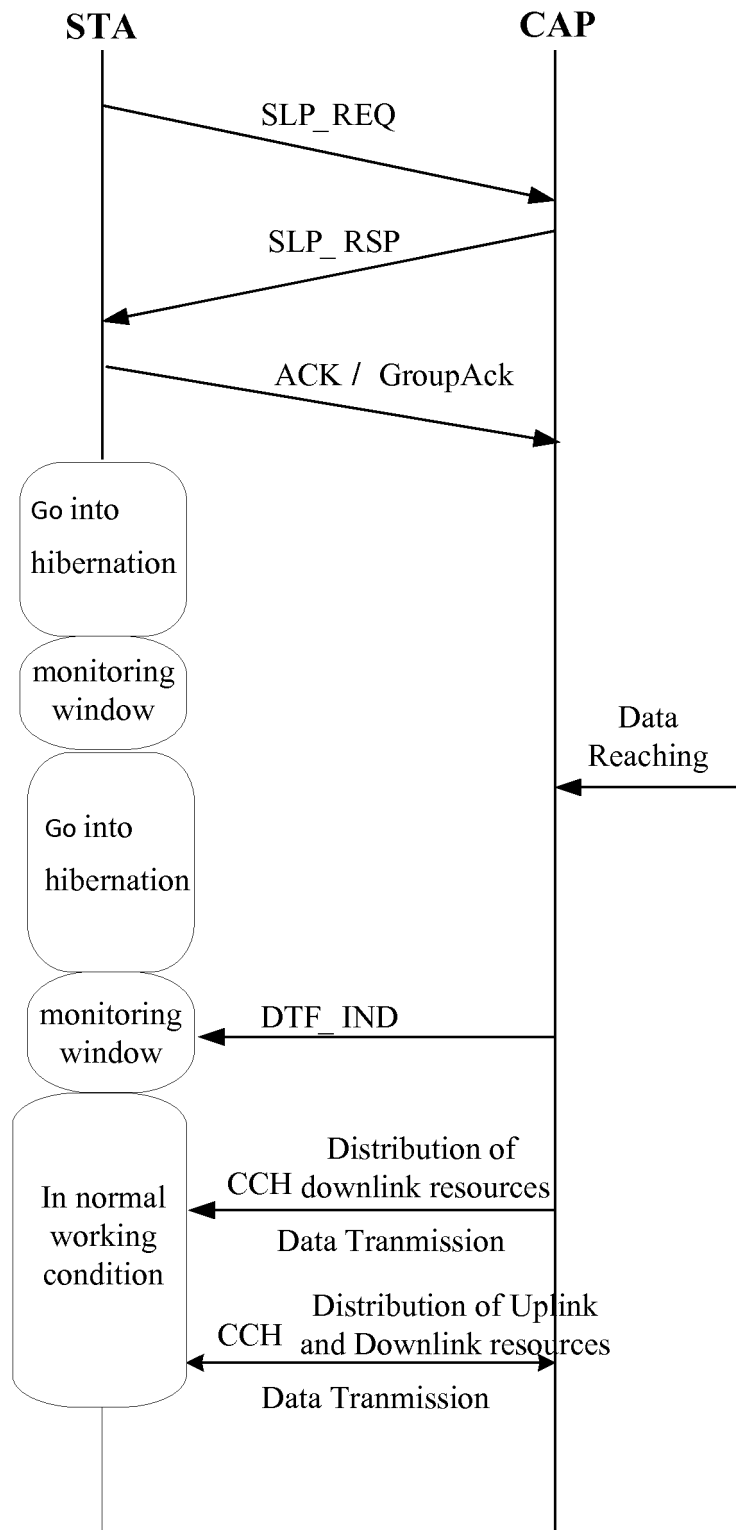 STA
CAP
SLP_REQ
SLP_ RSP
ACK / GroupAck
Go into
hibernation
monitoring
window
Data
Reaching
Go into
hibernation
monitoring
window
DTF_ IND
In normal
working
condition
Distribution of
CCH downlink resources
Data Tranmission
Distribution of Uplink
CCH and Downlink resources
Data Tranmission